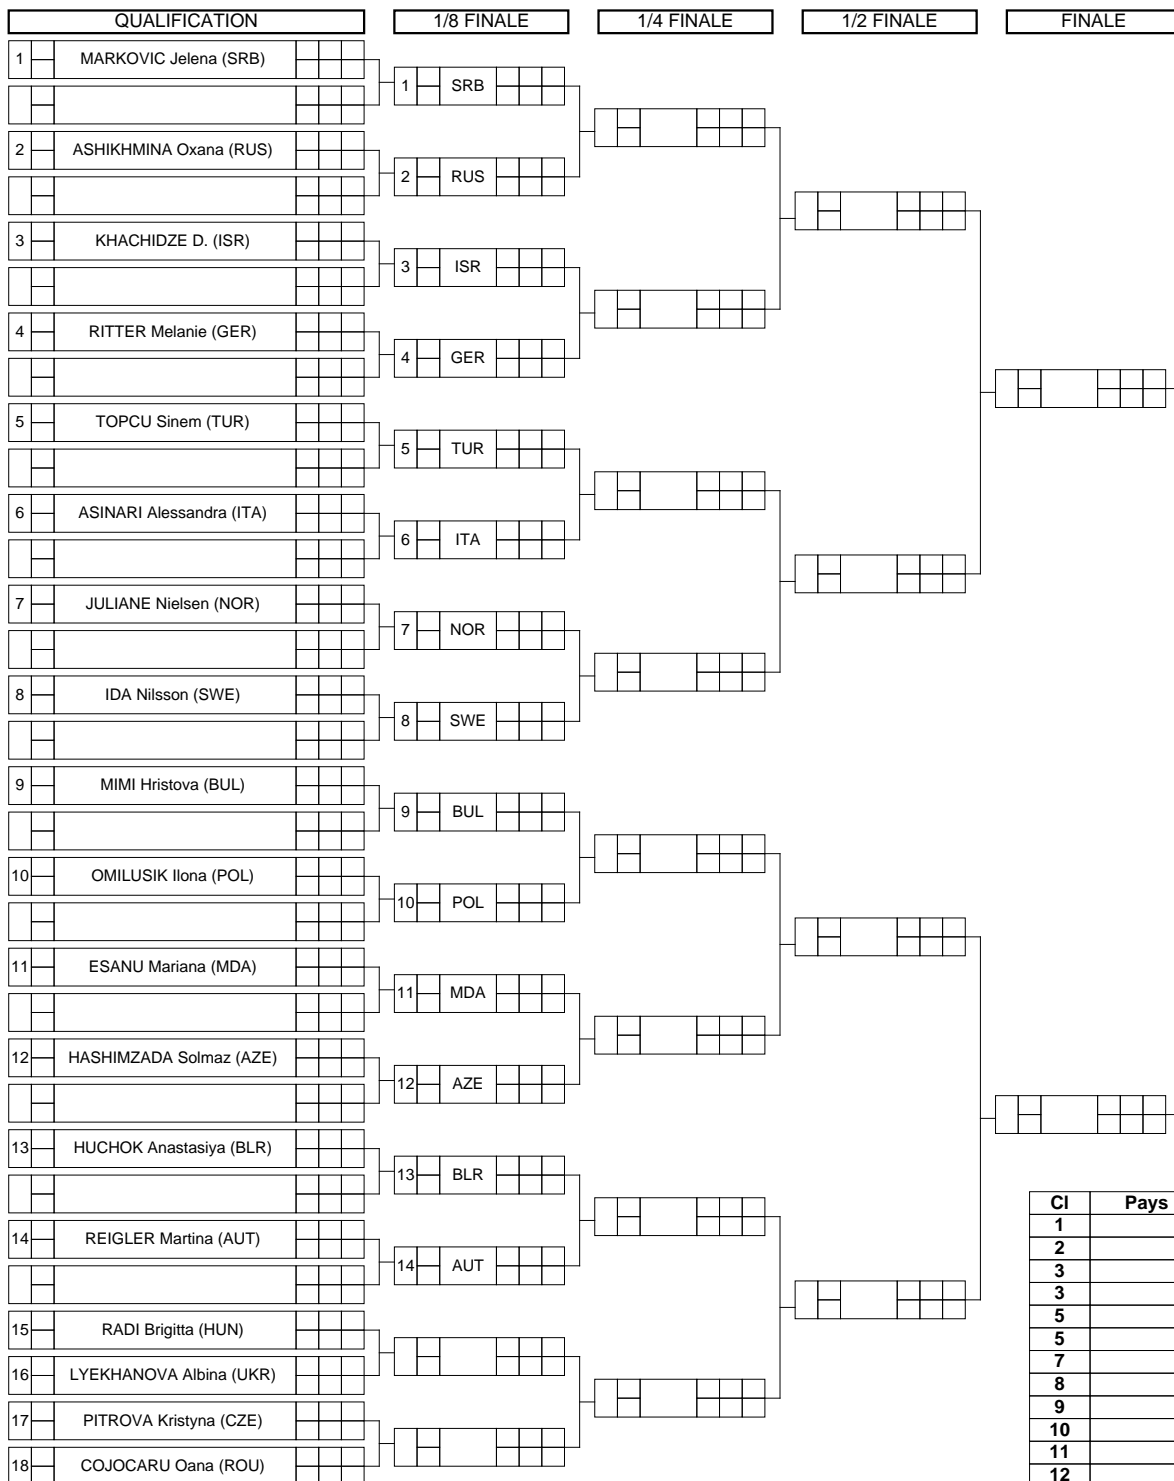 QUALIFICATION 1/8 FINALE 1/4 FINALE 1/2 FINALE FINALE
1 MARKOVIC Jelena (SRB)
1 SRB
2 ASHIKHMINA Oxana (RUS)
2 RUS
3 KHACHIDZE D. (ISR)
3 ISR
4 RITTER Melanie (GER)
4 GER
5 TOPCU Sinem (TUR)
5 TUR
6 ASINARI Alessandra (ITA)
6 ITA
7 JULIANE Nielsen (NOR)
7 NOR
8 IDA Nilsson (SWE)
8 SWE
9 MIMI Hristova (BUL)
9 BUL
10 OMILUSIK Ilona (POL)
10 POL
11 ESANU Mariana (MDA)
11 MDA
12 HASHIMZADA Solmaz (AZE)
12 AZE
13 HUCHOK Anastasiya (BLR)
13 BLR
14 REIGLER Martina (AUT)
14 AUT
15 RADI Brigitta (HUN)
16 LYEKHANOVA Albina (UKR)
17 PITROVA Kristyna (CZE)
18 COJOCARU Oana (ROU)
Cl Pays
1
2
3
3
5
5
7
8
9
10
11
12